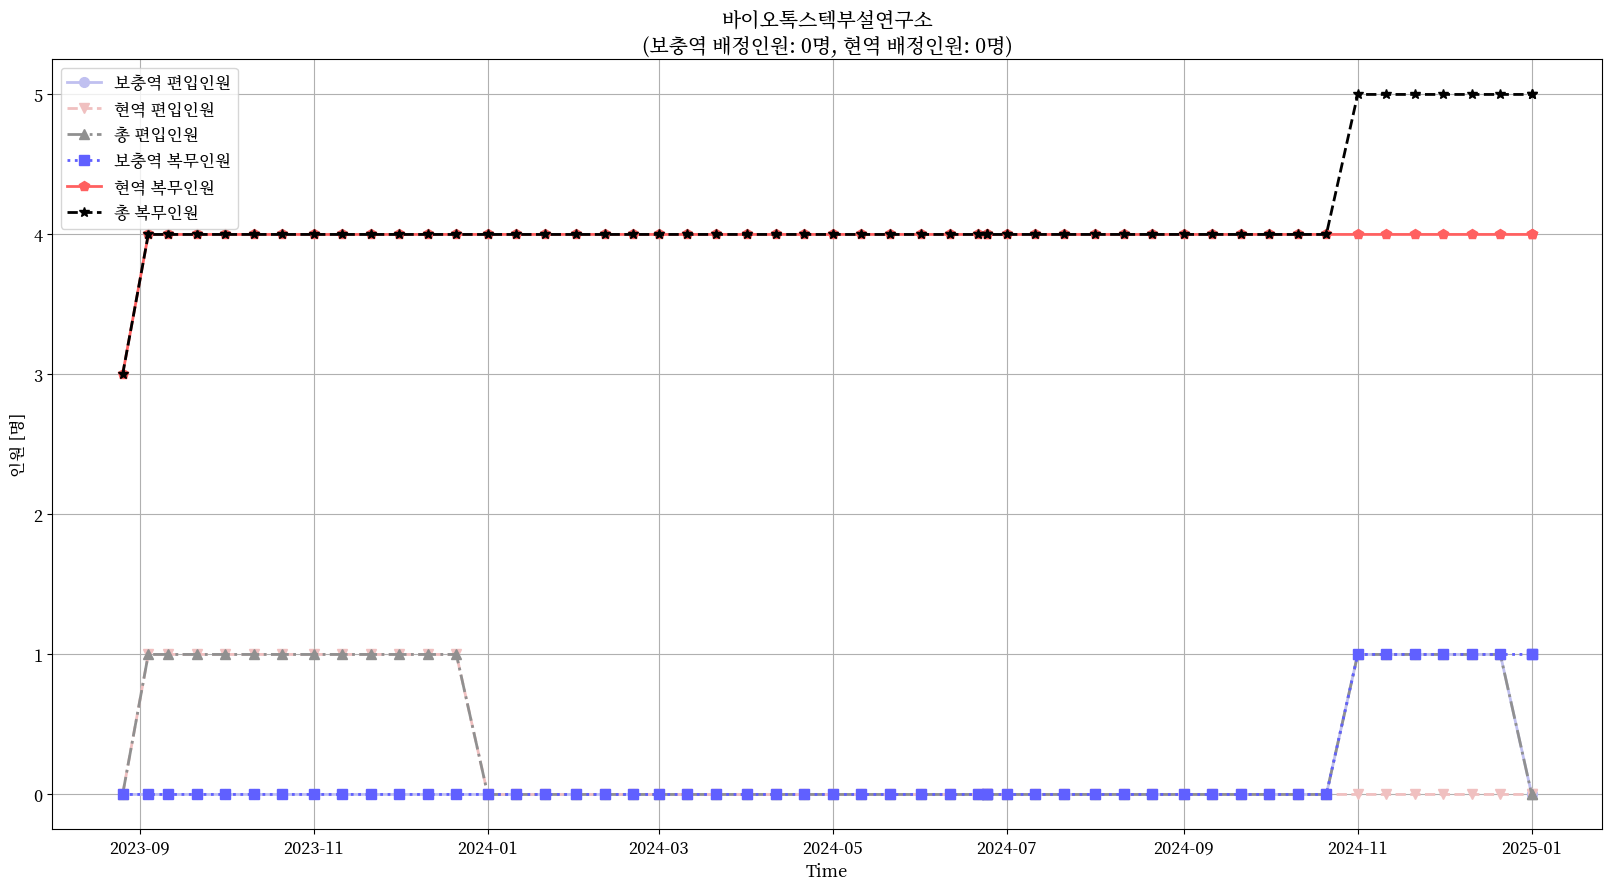 바이오톡스텍부설연구소
(보충역 배정인원: 0명, 현역 배정인원: 0명)
보충역 편입인원
현역 편입인원
총 편입인원
보충역 복무인원
현역 복무인원
총 복무인원
5
4
3
2
1
0
인원 [명]
2023-09
2023-11
2024-01
2024-03
2024-05
2024-07
2024-09
2024-11
2025-01
Time